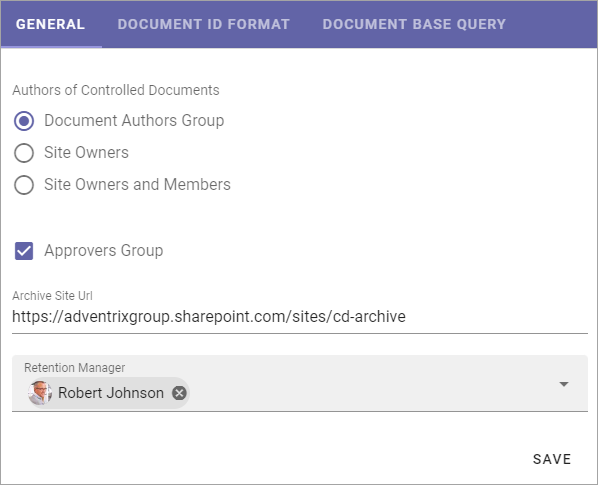 GENERAL DOCUMENT ID FORMAT DOCUMENT BASE QUERY
Authors of Controlled Documents
Document Authors Group
Site Owners
Site Owners and Members
Approvers Group
Archive Site Url
https://adventrixgroup.sharepoint.com/sites/cd-archive
Retention Manager
Robert Johnson
SAVE